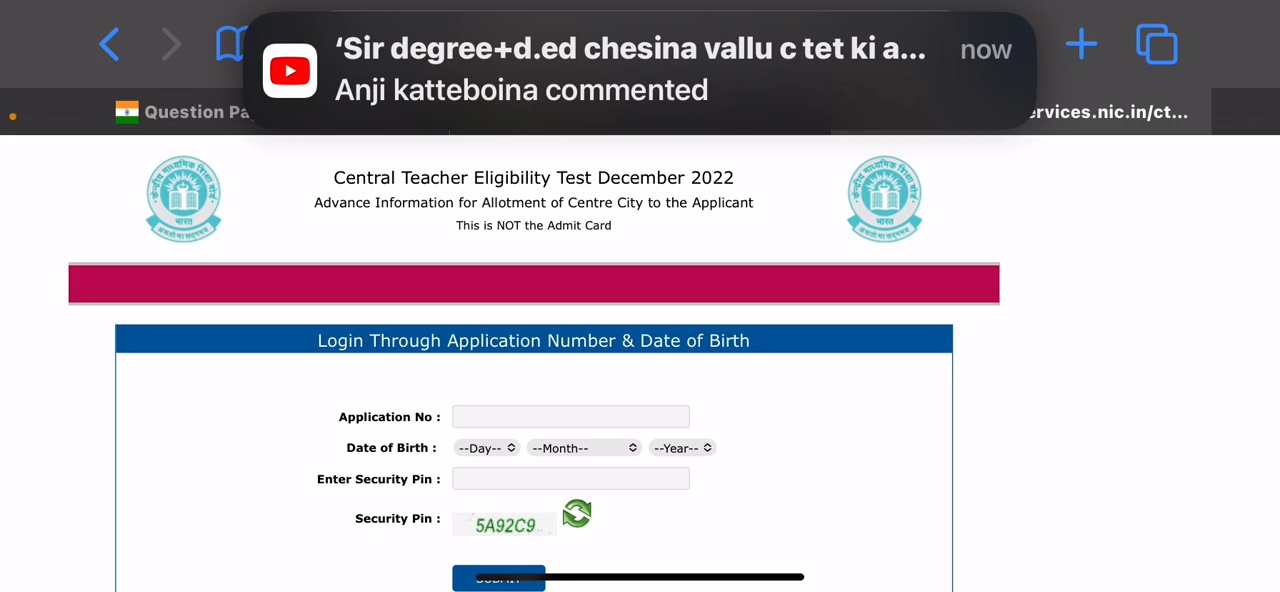 ‘Sir degree+d.ed chesina vallu c tet ki a...
now
Anji katteboina commented
Question Pa
ervices.nic.in/ct...
Central Teacher Eligibility Test December 2022
Advance Information for Allotment of Centre City to the Applicant
This is NOT the Admit Card
Login Through Application Number & Date of Birth
Application No :
Date of Birth : --Day-- --Month-- --Year--
Enter Security Pin :
Security Pin : 5A92C9
SUBMIT